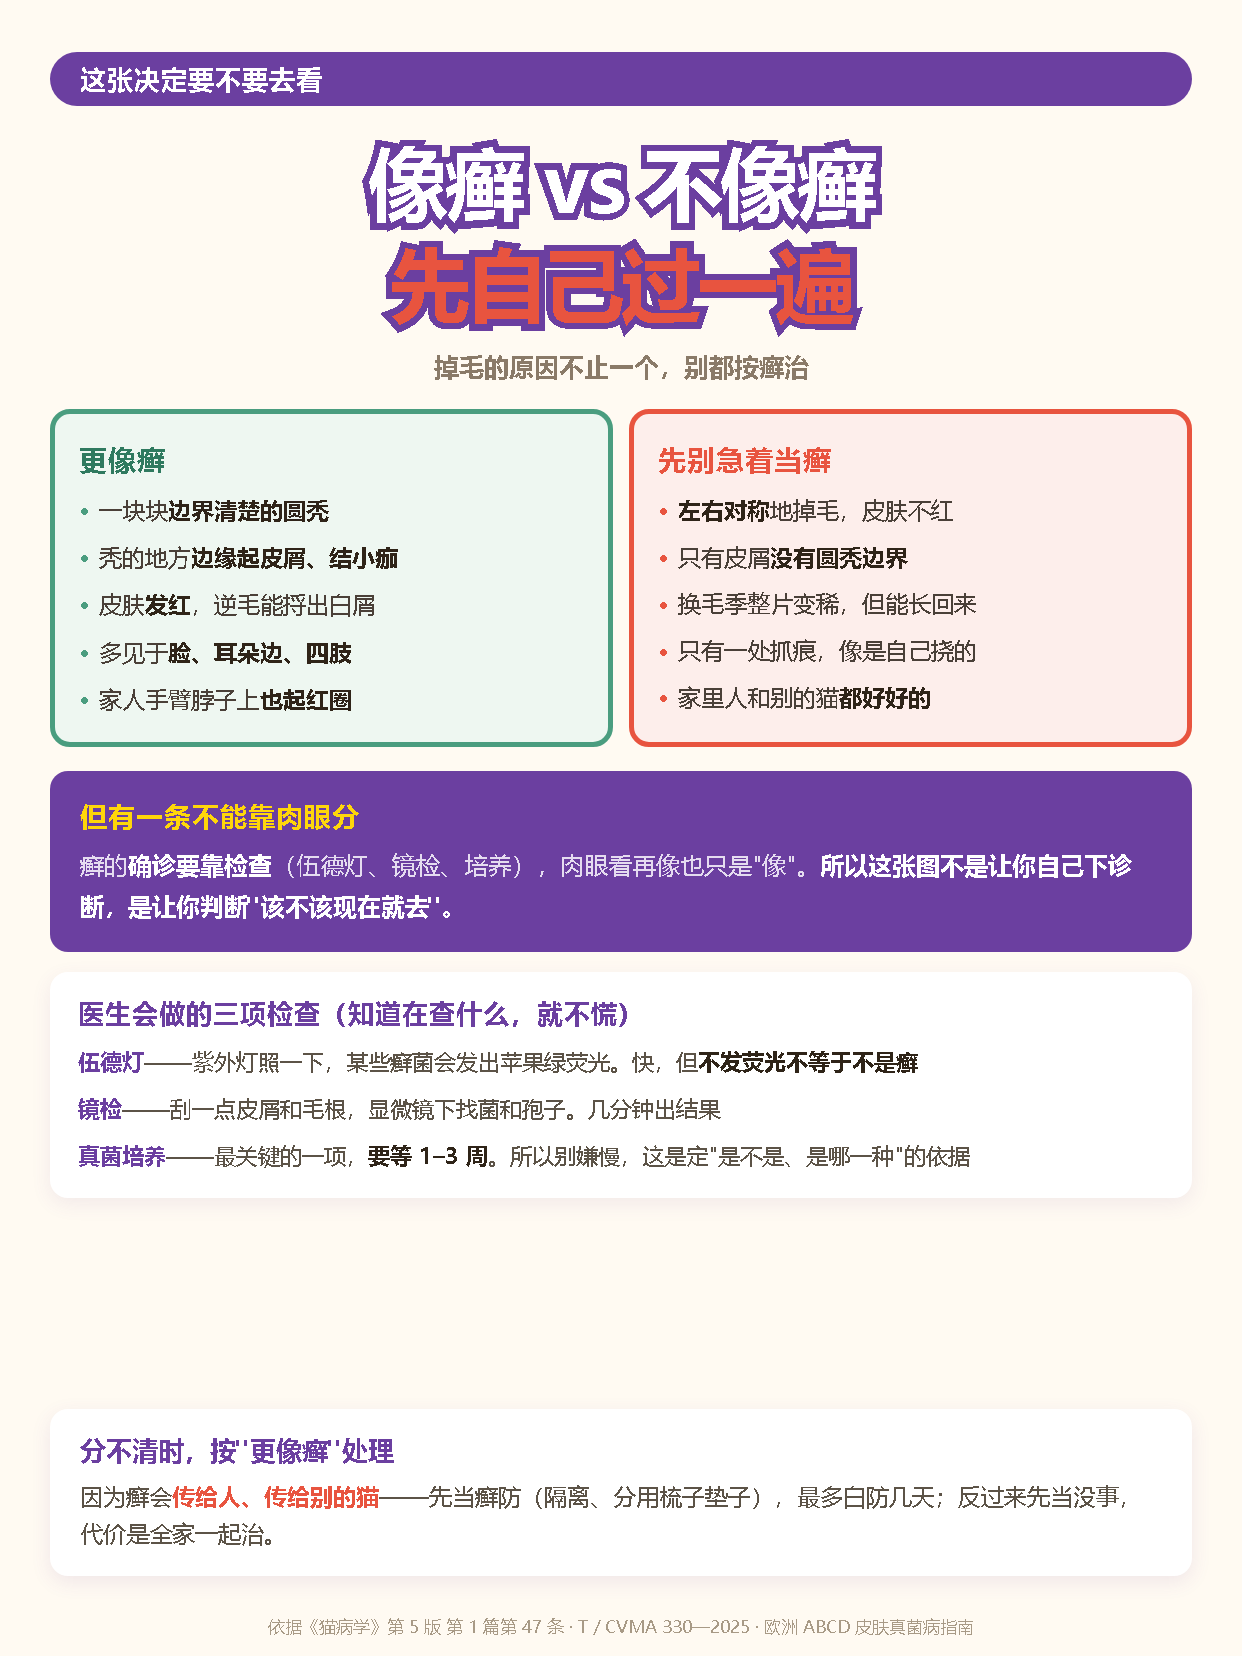 这张决定要不要去看
像癣 vs 不像癣
先自己过一遍
掉毛的原因不止一个，别都按癣治
更像癣
• 一块块边界清楚的圆秃
• 秃的地方边缘起皮屑、结小痂
• 皮肤发红，逆毛能捋出白屑
• 多见于脸、耳朵边、四肢
• 家人手臂脖子上也起红圈
先别急着当癣
• 左右对称地掉毛，皮肤不红
• 只有皮屑没有圆秃边界
• 换毛季整片变稀，但能长回来
• 只有一处抓痕，像是自己挠的
• 家里人和别的猫都好好的
但有一条不能靠肉眼分
癣的确诊要靠检查（伍德灯、镜检、培养），肉眼看再像也只是"像"。所以这张图不是让你自己下诊
断，是让你判断"该不该现在就去"。
医生会做的三项检查（知道在查什么，就不慌）
伍德灯——紫外灯照一下，某些癣菌会发出苹果绿荧光。快，但不发荧光不等于不是癣
镜检——刮一点皮屑和毛根，显微镜下找菌和孢子。几分钟出结果
真菌培养——最关键的一项，要等 1–3 周。所以别嫌慢，这是定"是不是、是哪一种"的依据
分不清时，按"更像癣"处理
因为癣会传给人、传给别的猫——先当癣防（隔离、分用梳子垫子），最多白防几天；反过来先当没事，
代价是全家一起治。
依据《猫病学》第 5 版 第 1 篇第 47 条 · T / CVMA 330—2025 · 欧洲 ABCD 皮肤真菌病指南